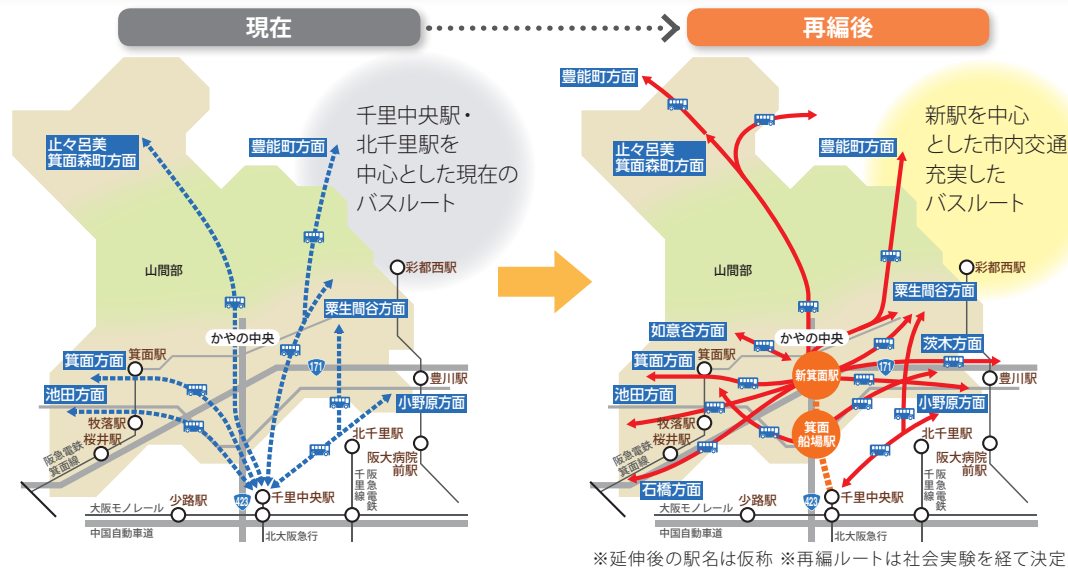 現在
再編後
千里中央駅・
北千里駅を
中心とした現在の
バスルート
止々呂美
箕面森町方面
豊能町方面
山間部
彩都西駅
粟生間谷方面
かやの中央
箕面方面
箕面駅
171
池田方面
豊川駅
小野原方面
牧落駅
桜井駅
阪急電鉄
箕面線
北千里駅
阪大病院
前駅
阪急電鉄
千里線
少路駅
423
千里中央駅
大阪モノレール
中国自動車道
北大阪急行
豊能町方面
新駅を中心
とした市内交通
充実した
バスルート
止々呂美
箕面森町方面
豊能町方面
山間部
彩都西駅
粟生間谷方面
如意谷方面
かやの中央
茨木方面
箕面方面
箕面駅
新箕面駅
171
池田方面
豊川駅
小野原方面
牧落駅
桜井駅
箕面
船場駅
阪急電鉄
箕面線
北千里駅
阪大病院
前駅
石橋方面
阪急電鉄
千里線
少路駅
423
千里中央駅
大阪モノレール
中国自動車道
北大阪急行
※延伸後の駅名は仮称 ※再編ルートは社会実験を経て決定